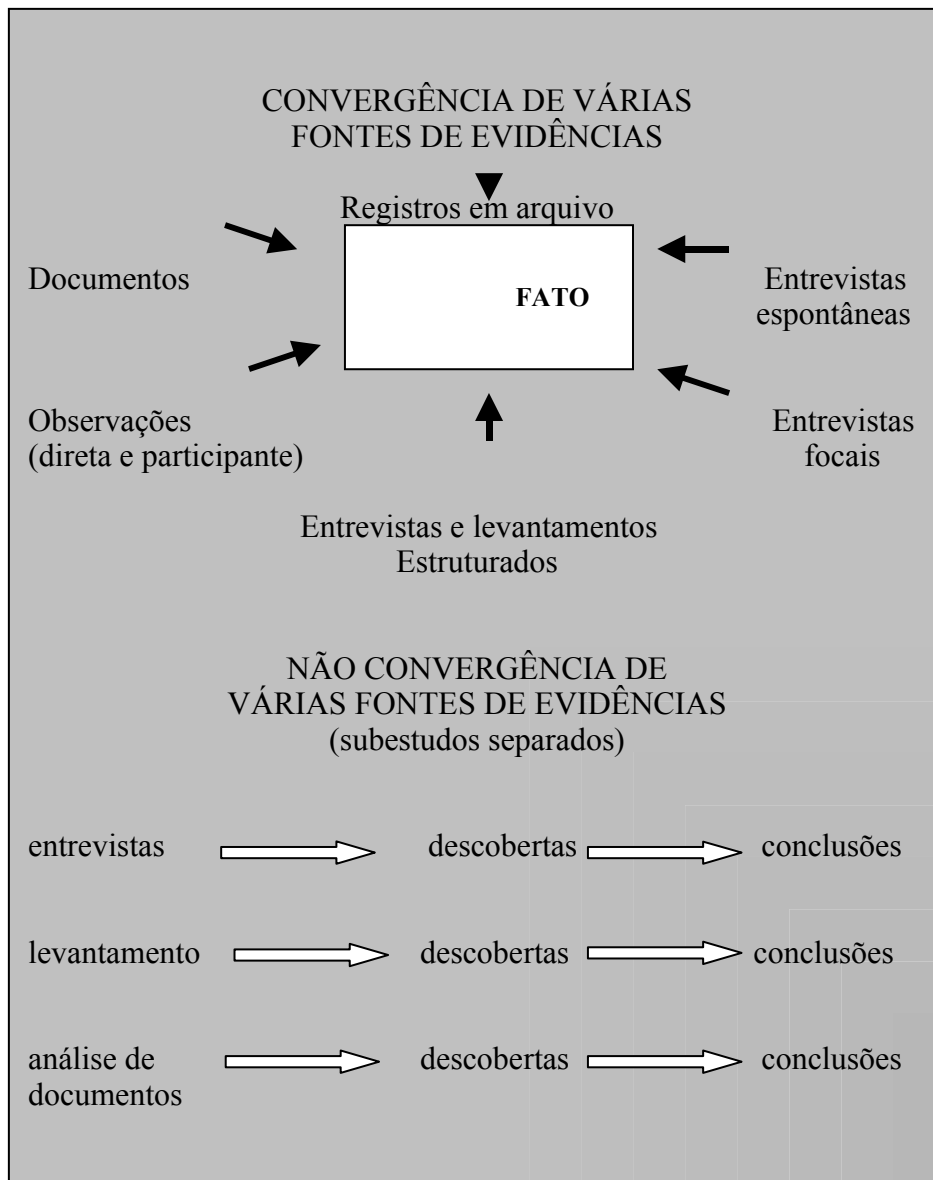 CONVERGÊNCIA DE VÁRIAS
FONTES DE EVIDÊNCIAS
Registros em arquivo
Documentos
FATO
Entrevistas
espontâneas
Observações
(direta e participante)
Entrevistas
focais
Entrevistas e levantamentos
Estruturados
NÃO CONVERGÊNCIA DE
VÁRIAS FONTES DE EVIDÊNCIAS
(subestudos separados)
entrevistas descobertas conclusões
levantamento descobertas conclusões
análise de descobertas conclusões
documentos